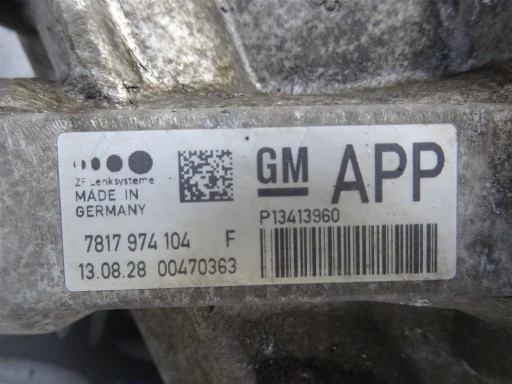 ZF Lenksysteme
MADE IN
GERMANY
7817 974 104 F
13.08.28 00470363
GM APP
P13413960